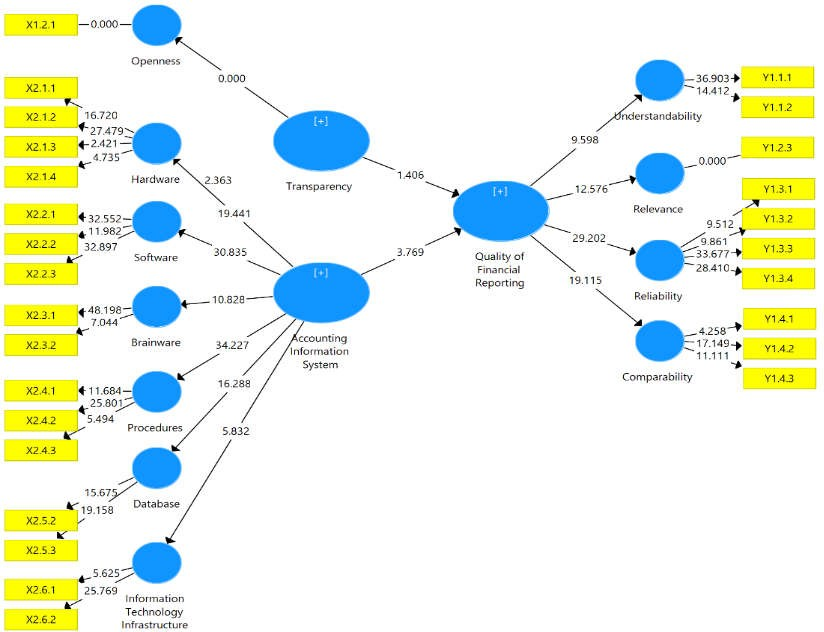 X1.2.1
0.000
Openness
0.000
X2.1.1
X2.1.2
X2.1.3
X2.1.4
16.720
27.479
2.421
4.735
Hardware
[+]
Transparency
2.363
19.441
1.406
X2.2.1
X2.2.2
X2.2.3
32.552
11.982
32.897
Software
30.835
[+]
Accounting
Information
System
3.769
X2.3.1
X2.3.2
48.198
7.044
Brainware
10.828
X2.4.1
X2.4.2
X2.4.3
11.684
25.801
5.494
Procedures
34.227
16.288
5.832
X2.5.2
X2.5.3
15.675
19.158
Database
X2.6.1
X2.6.2
5.625
25.769
Information
Technology
Infrastructure
[+]
Quality of
Financial
Reporting
9.598
12.576
29.202
19.115
Understandability
36.903
14.412
Y1.1.1
Y1.1.2
Relevance
0.000
Y1.2.3
Reliability
9.512
9.861
33.677
28.410
Y1.3.1
Y1.3.2
Y1.3.3
Y1.3.4
Comparability
4.258
17.149
11.111
Y1.4.1
Y1.4.2
Y1.4.3